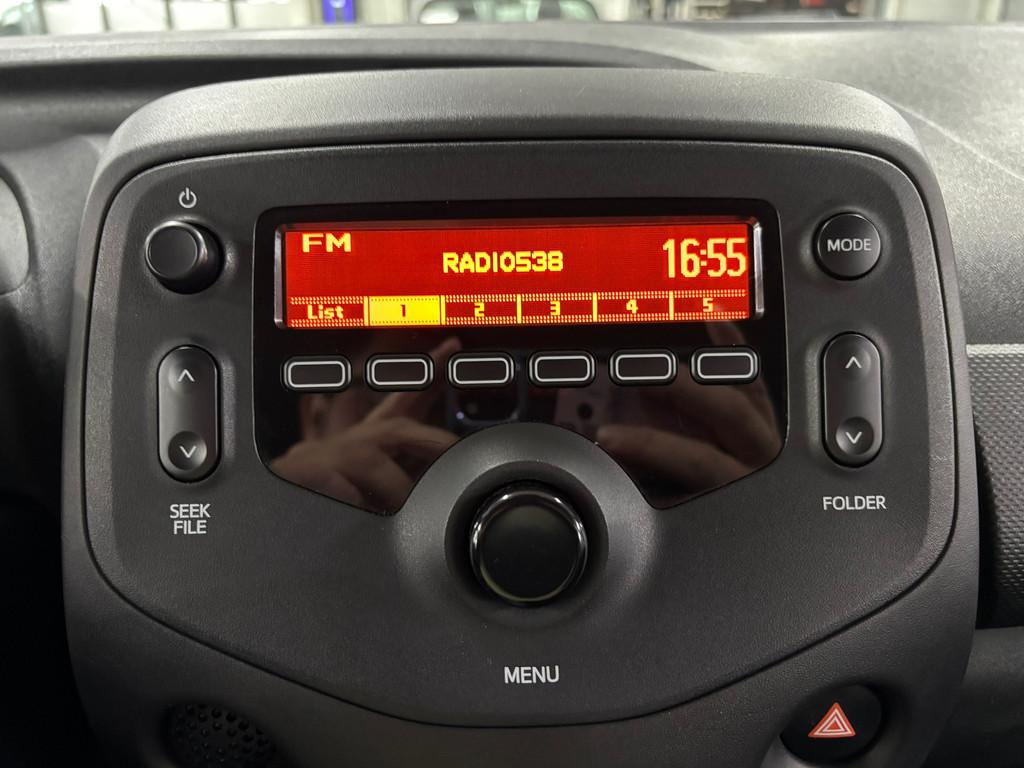 FM
RADIO538
16:55
List 1 2 3 4 5
MODE
SEEK
FILE
FOLDER
MENU